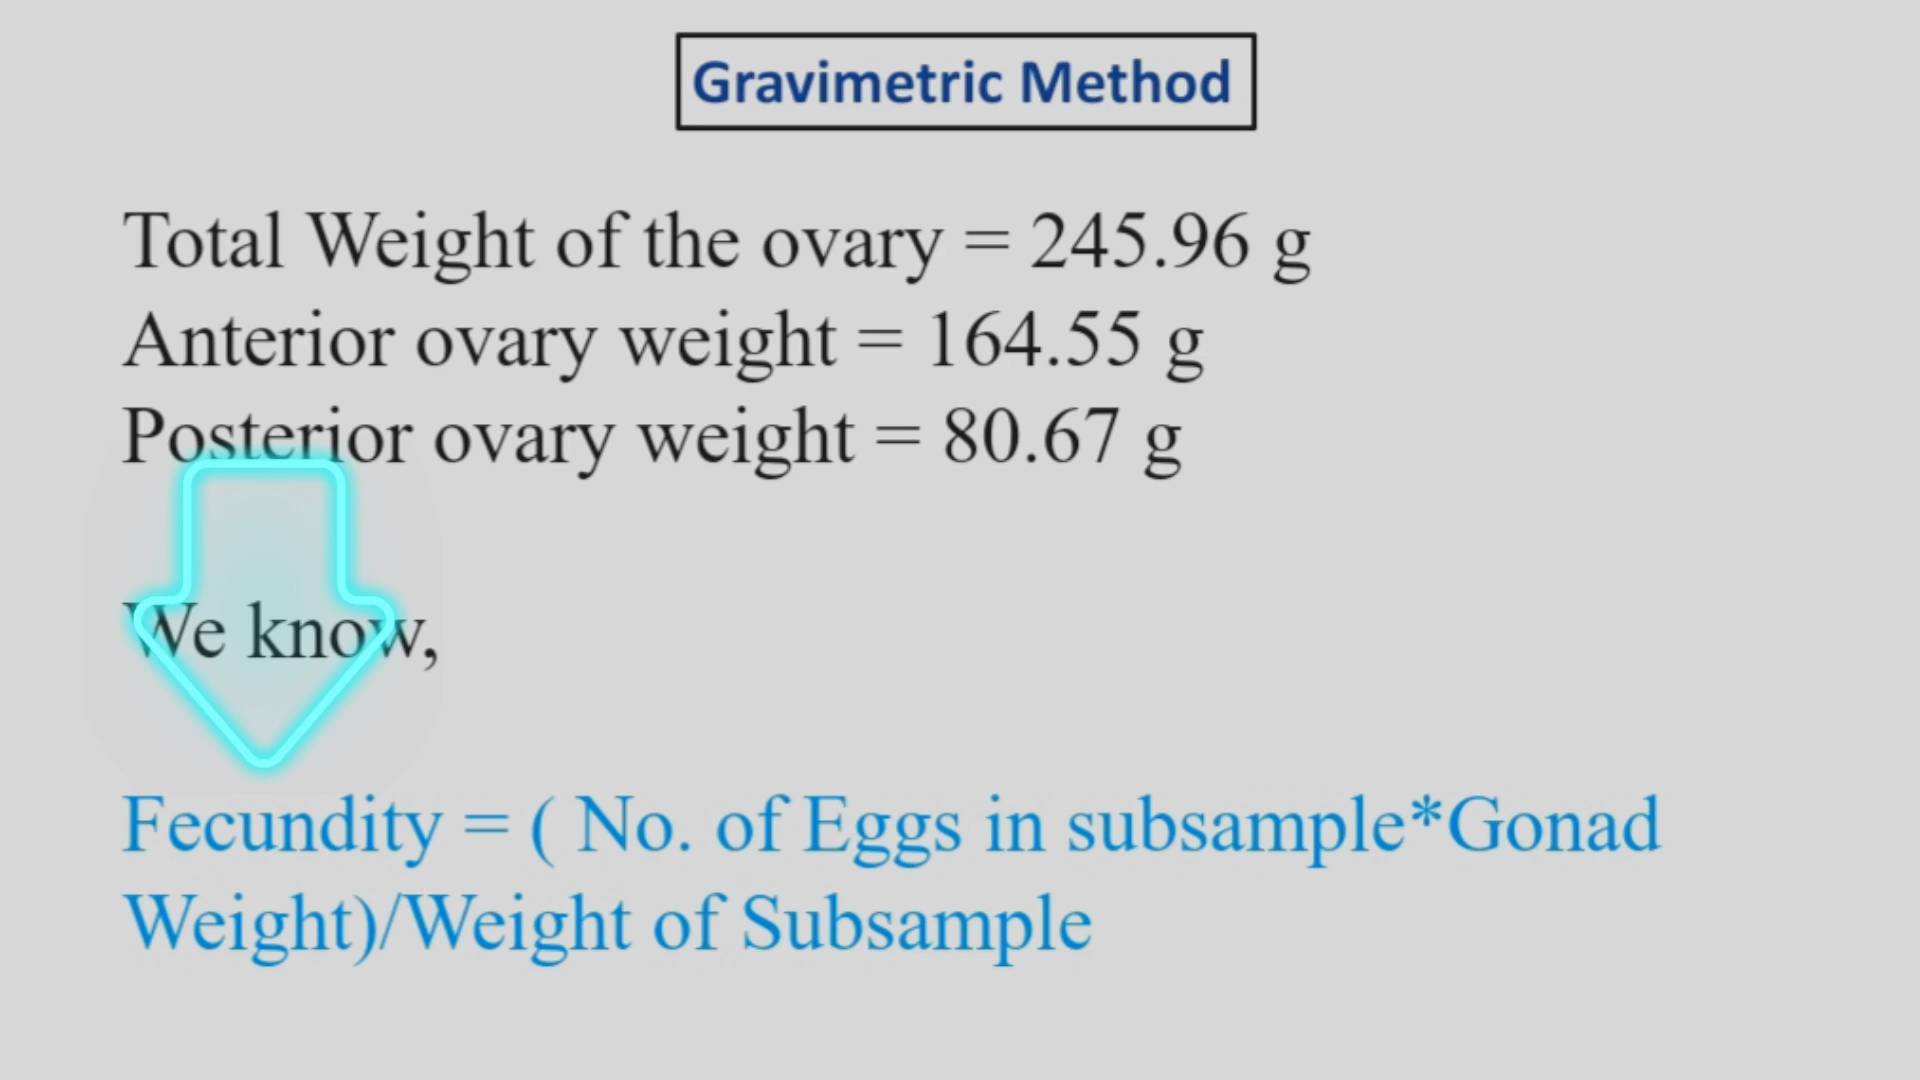 Gravimetric Method
Total Weight of the ovary = 245.96 g
Anterior ovary weight = 164.55 g
Posterior ovary weight = 80.67 g
We know,
Fecundity = ( No. of Eggs in subsample*Gonad
Weight)/Weight of Subsample